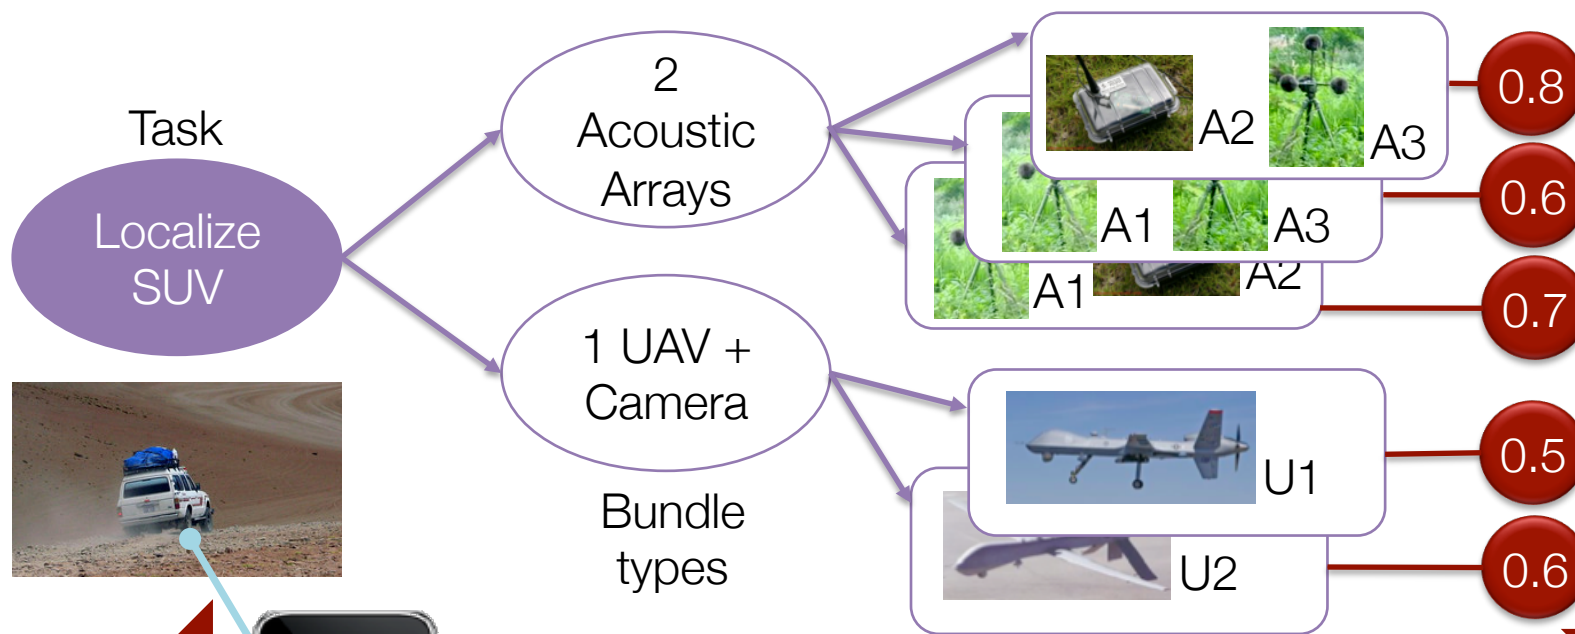 Task
Localize
SUV
2
Acoustic
Arrays
1 UAV +
Camera
Bundle
types
A2
A3
A1
A3
A1
A2
U1
U2
0.8
0.6
0.7
0.5
0.6